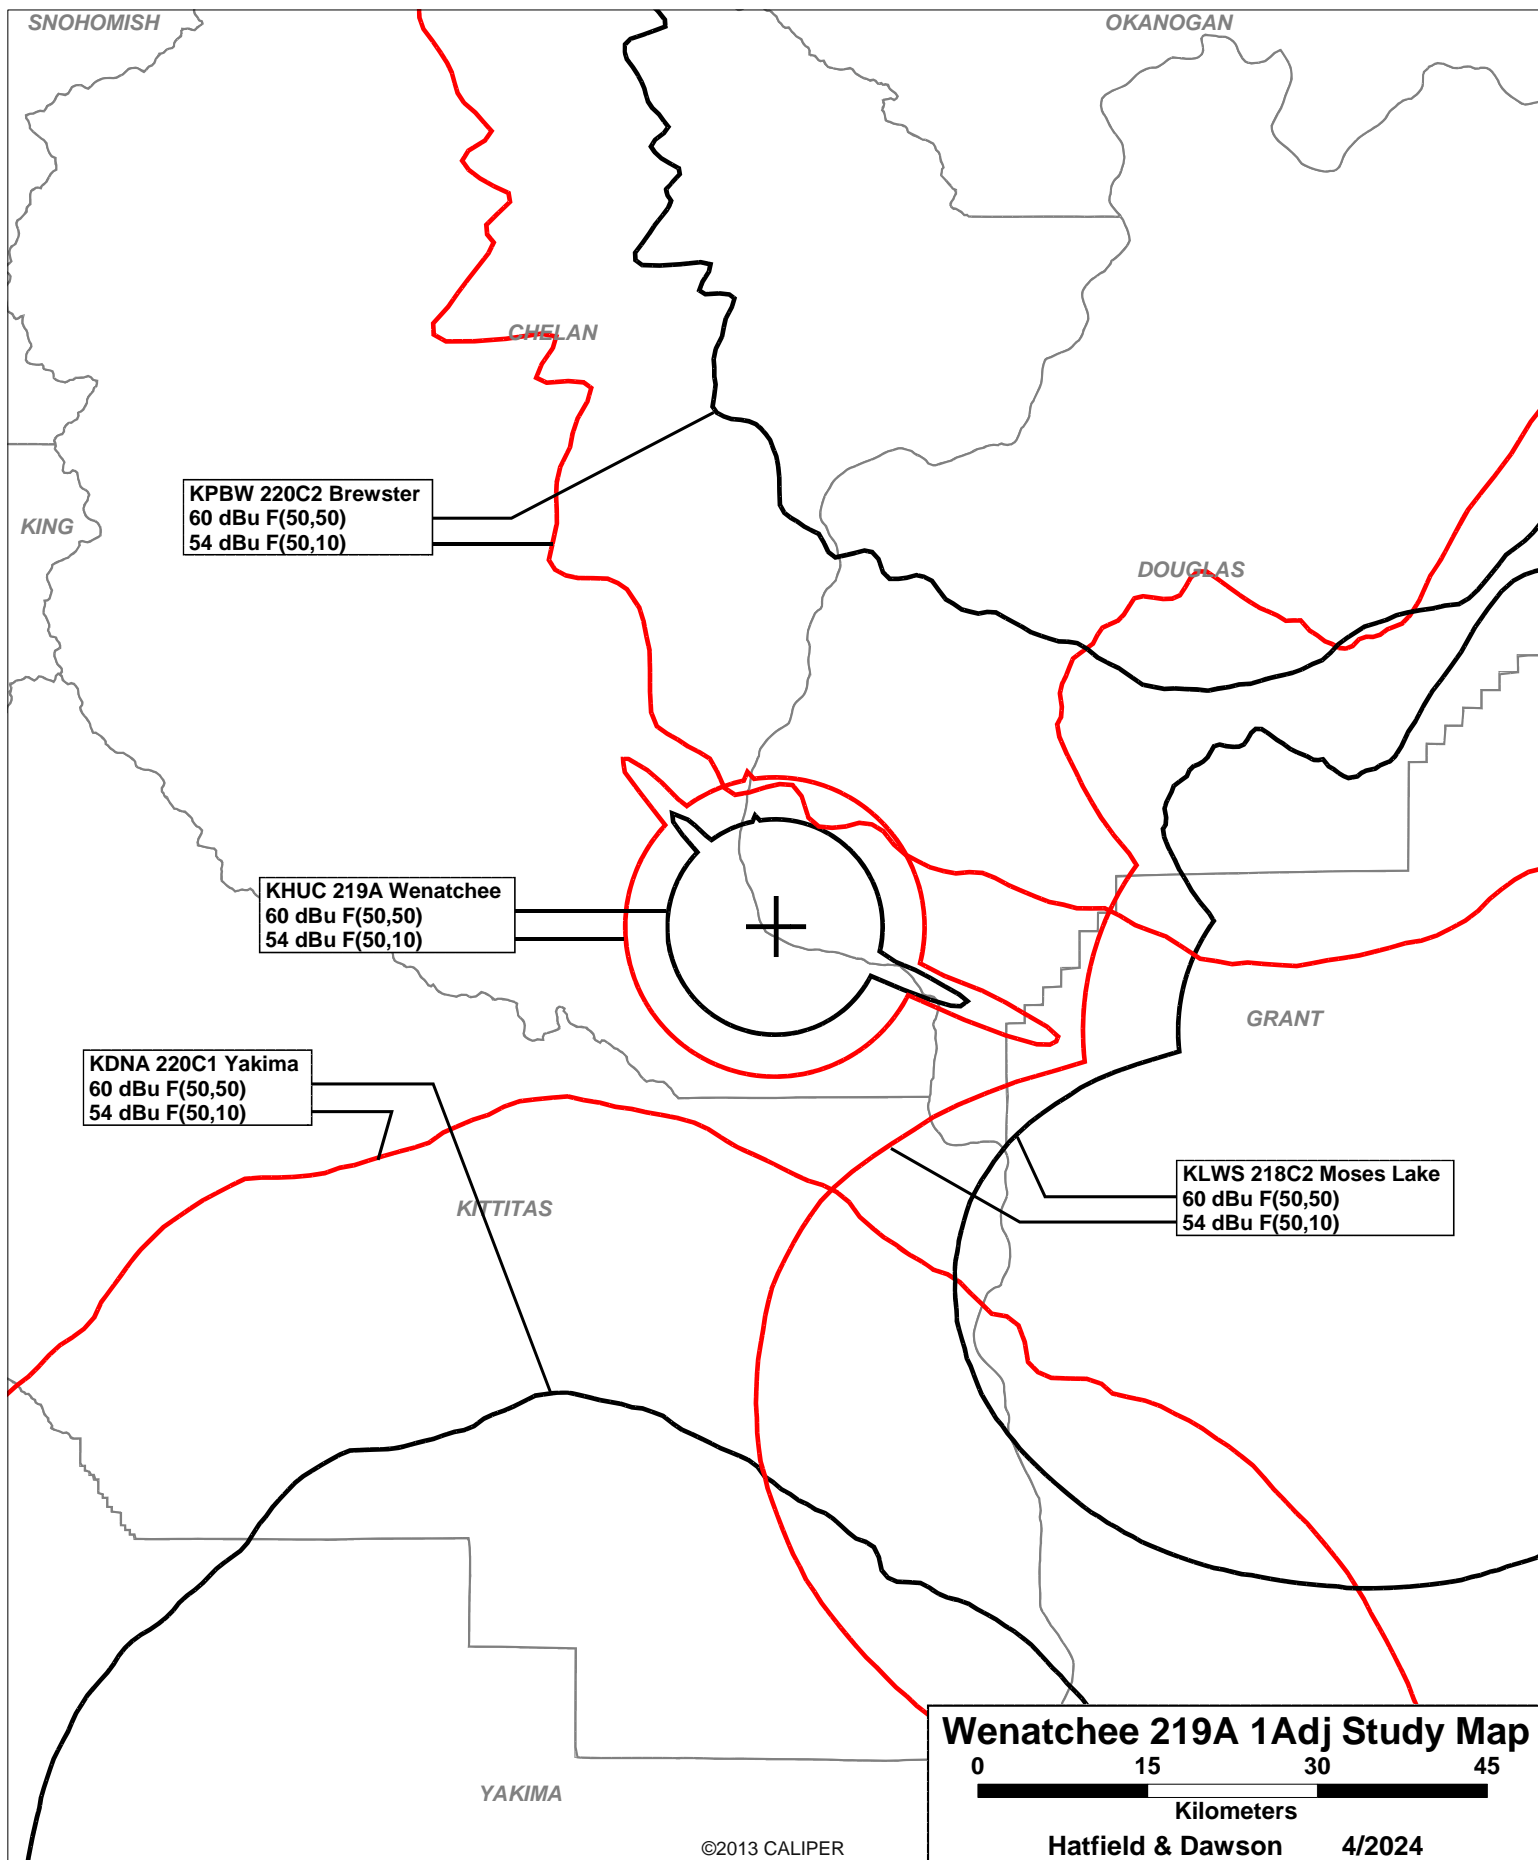 SNOHOMISH
OKANOGAN
CHELAN
KPBW 220C2 Brewster
60 dBu F(50,50)
54 dBu F(50,10)
KING
DOUGLAS
KHUC 219A Wenatchee
60 dBu F(50,50)
54 dBu F(50,10)
GRANT
KDNA 220C1 Yakima
60 dBu F(50,50)
54 dBu F(50,10)
KLWS 218C2 Moses Lake
60 dBu F(50,50)
54 dBu F(50,10)
KITTITAS
Wenatchee 219A 1Adj Study Map
0 15 30 45
Kilometers
Hatfield & Dawson 4/2024
YAKIMA
©2013 CALIPER